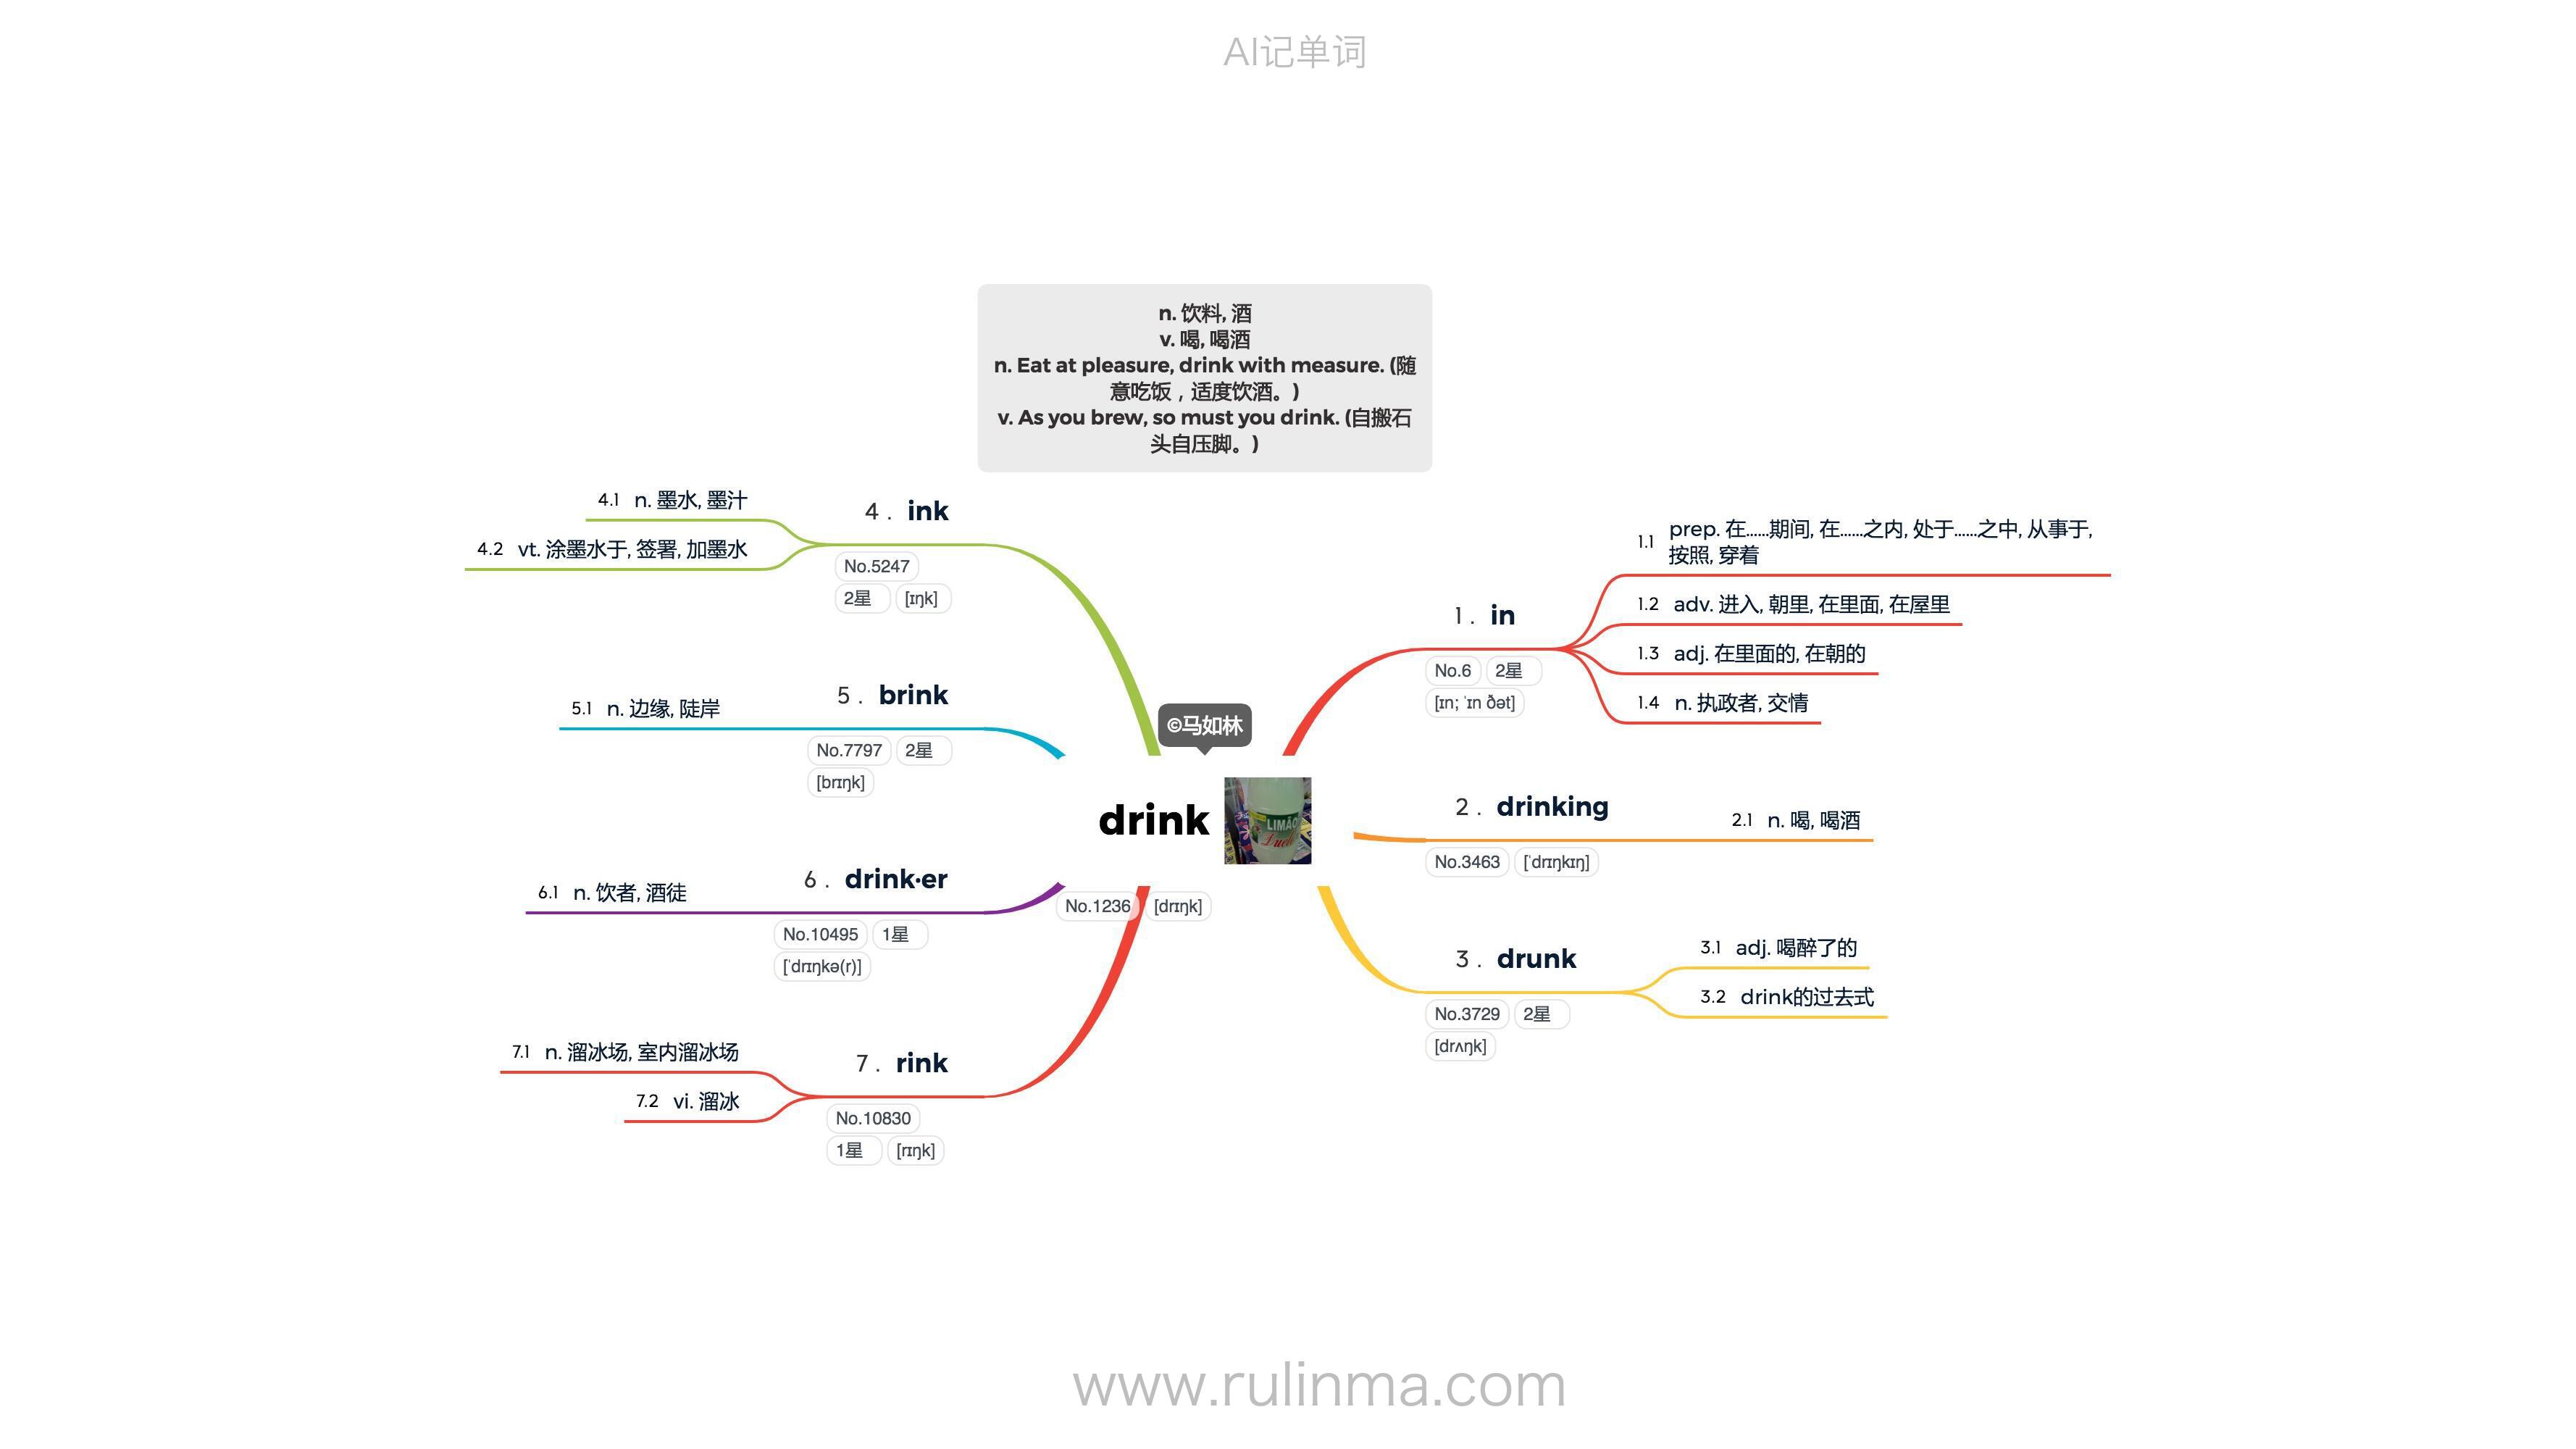 AI记单词
n. 饮料, 酒
v. 喝, 喝酒
n. Eat at pleasure, drink with measure. (随
意吃饭，适度饮酒。)
v. As you brew, so must you drink. (自搬石
头自压脚。)
©马如林
drink
LIMÃO
No.1236 [drɪŋk]
1. in
No.6 2星
[ɪn; ˈɪn ðət]
1.1 prep. 在……期间, 在……之内, 处于……之中, 从事于,
按照, 穿着
1.2 adv. 进入, 朝里, 在里面, 在屋里
1.3 adj. 在里面的, 在朝的
1.4 n. 执政者, 交情
2. drinking
No.3463 [ˈdrɪŋkɪŋ]
2.1 n. 喝, 喝酒
3. drunk
No.3729 2星
[drʌŋk]
3.1 adj. 喝醉了的
3.2 drink的过去式
4. ink
No.5247
2星 [ɪŋk]
4.1 n. 墨水, 墨汁
4.2 vt. 涂墨水于, 签署, 加墨水
5. brink
No.7797 2星
[brɪŋk]
5.1 n. 边缘, 陡岸
6. drink·er
No.10495 1星
[ˈdrɪŋkə(r)]
6.1 n. 饮者, 酒徒
7. rink
No.10830
1星 [rɪŋk]
7.1 n. 溜冰场, 室内溜冰场
7.2 vi. 溜冰
www.rulinma.com